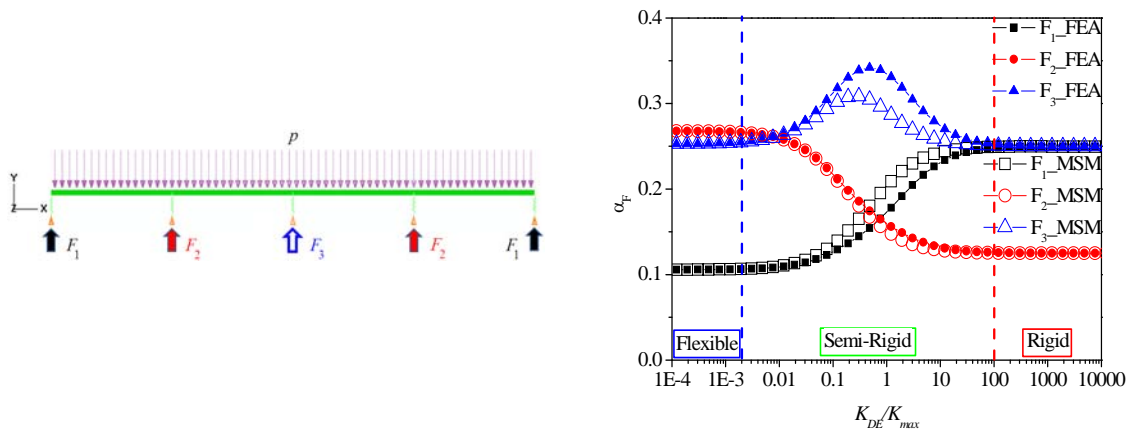 p
Y
Z X
F1 F2 F3 F2 F1
0.4
0.3
0.2
0.1
0.0
αF
F1_FEA
F2_FEA
F3_FEA
F1_MSM
F2_MSM
F3_MSM
Flexible Semi-Rigid Rigid
1E-4 1E-3 0.01 0.1 1 10 100 1000 10000
KDE/Kmax